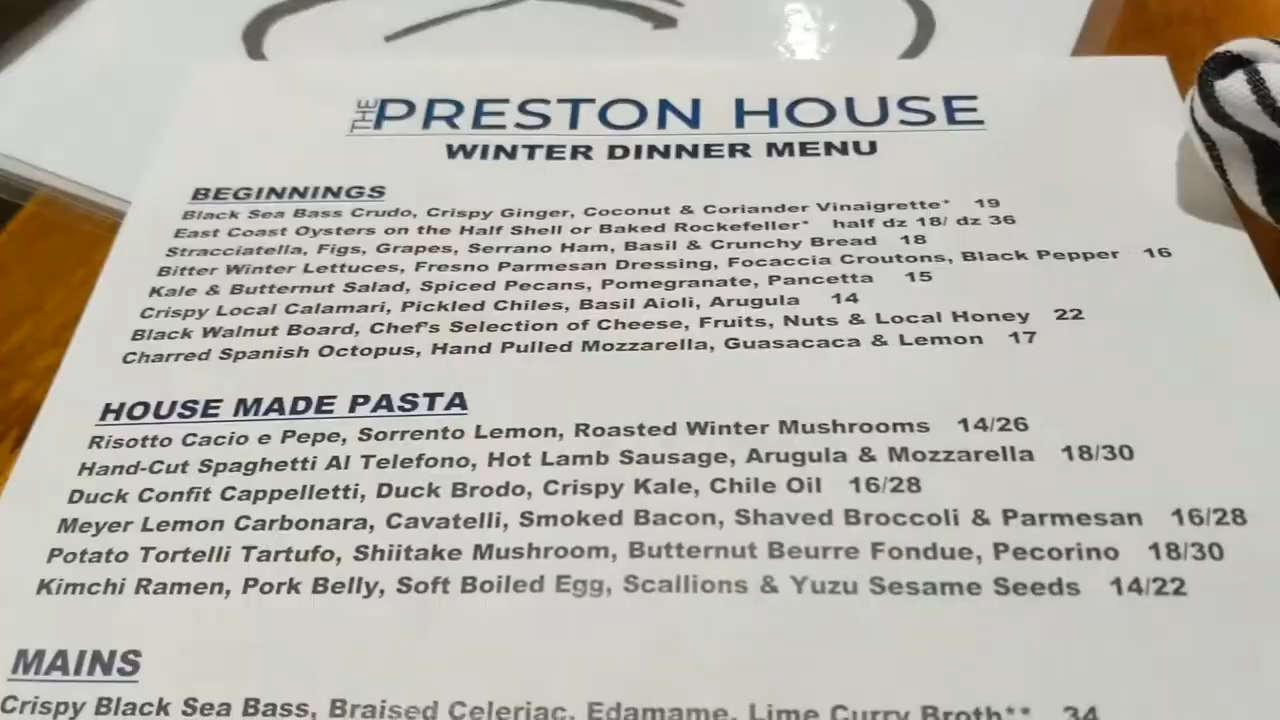 THE PRESTON HOUSE
WINTER DINNER MENU
BEGINNINGS
Black Sea Bass Crudo, Crispy Ginger, Coconut & Coriander Vinaigrette* 19
East Coast Oysters on the Half Shell or Baked Rockefeller* half dz 18/ dz 36
Stracciatella, Figs, Grapes, Serrano Ham, Basil & Crunchy Bread 18
Bitter Winter Lettuces, Fresno Parmesan Dressing, Focaccia Croutons, Black Pepper 16
Kale & Butternut Salad, Spiced Pecans, Pomegranate, Pancetta 15
Crispy Local Calamari, Pickled Chiles, Basil Aioli, Arugula 14
Black Walnut Board, Chef's Selection of Cheese, Fruits, Nuts & Local Honey 22
Charred Spanish Octopus, Hand Pulled Mozzarella, Guasacaca & Lemon 17
HOUSE MADE PASTA
Risotto Cacio e Pepe, Sorrento Lemon, Roasted Winter Mushrooms 14/26
Hand-Cut Spaghetti Al Telefono, Hot Lamb Sausage, Arugula & Mozzarella 18/30
Duck Confit Cappelletti, Duck Brodo, Crispy Kale, Chile Oil 16/28
Meyer Lemon Carbonara, Cavatelli, Smoked Bacon, Shaved Broccoli & Parmesan 16/28
Potato Tortelli Tartufo, Shiitake Mushroom, Butternut Beurre Fondue, Pecorino 18/30
Kimchi Ramen, Pork Belly, Soft Boiled Egg, Scallions & Yuzu Sesame Seeds 14/22
MAINS
Crispy Black Sea Bass, Braised Celeriac, Edamame, Lime Curry Broth** 34